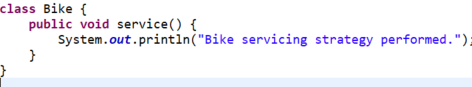 class Bike {
    public void service() {
        System.out.println("Bike servicing strategy performed.");
    }
}